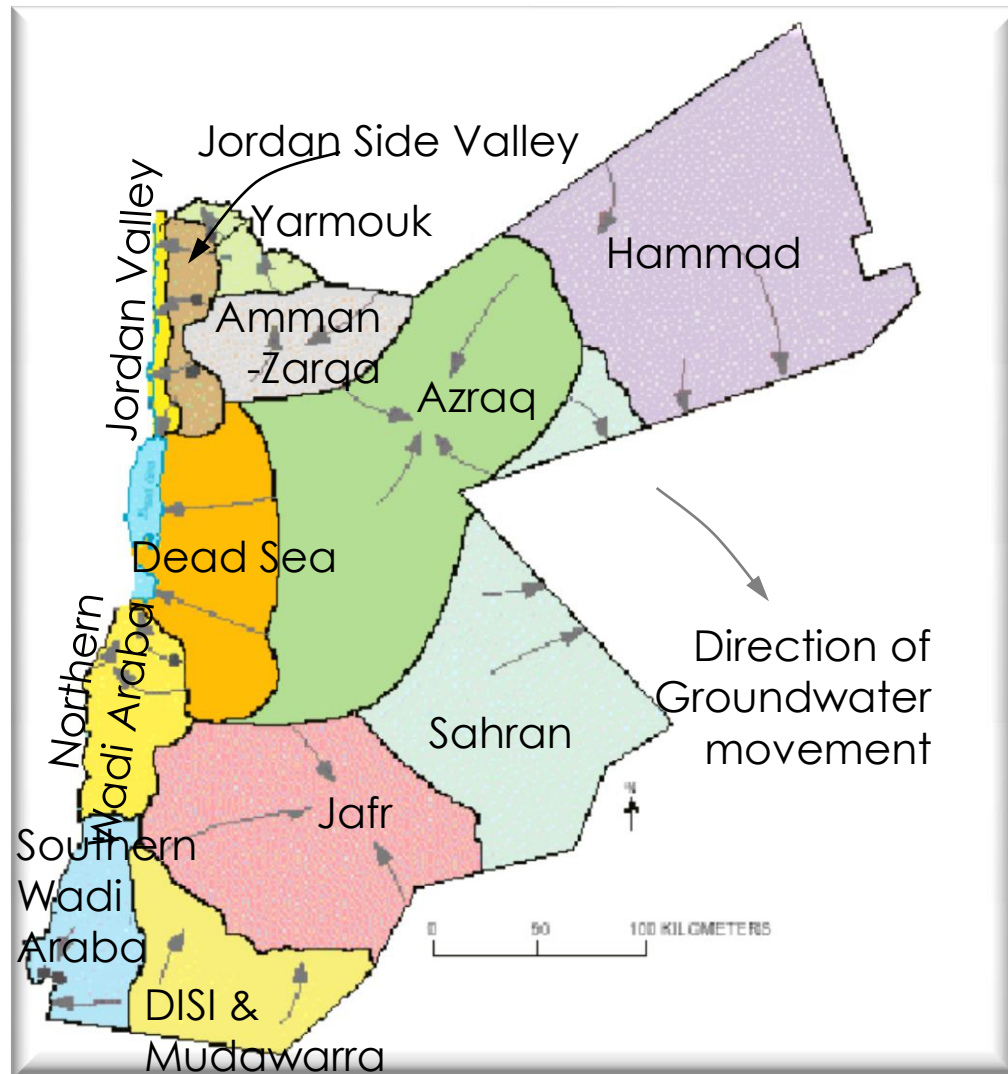 Jordan Side Valley
Jordan Valley
Yarmouk
Hammad
Amman
-Zarqa
Azraq
Dead Sea
Northern
Wadi Araba
Direction of
Groundwater
movement
Sahran
Jafr
N
Southern
Wadi
Araba
0 50 100 KILOMETERS
DISI &
Mudawarra